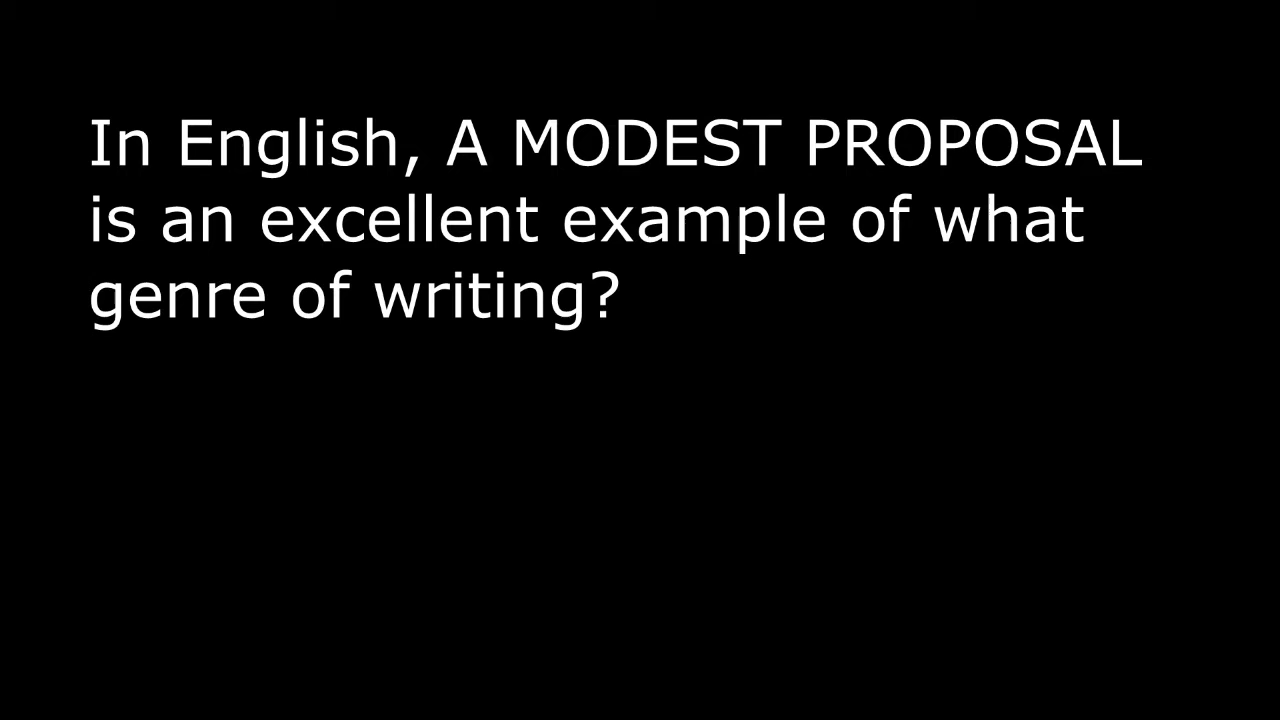 In English, A MODEST PROPOSAL
is an excellent example of what
genre of writing?